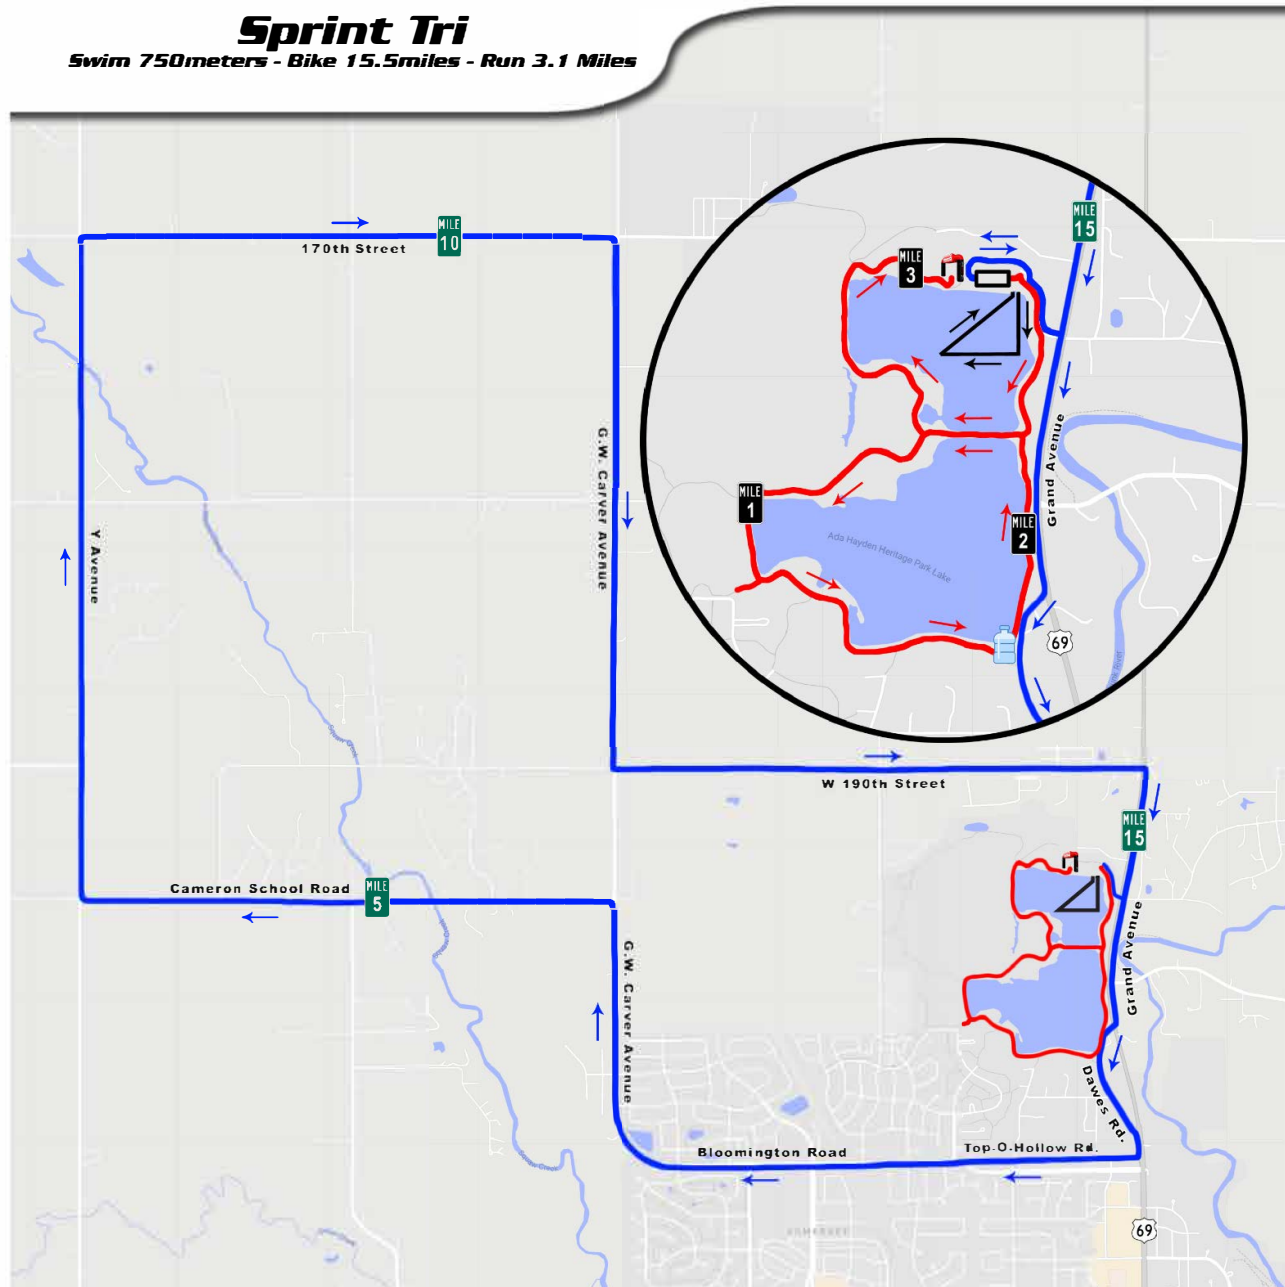 Sprint Tri
Swim 750meters - Bike 15.5miles - Run 3.1 Miles
MILE
15
MILE
10
170th Street
MILE
3
G.W. Carver Avenue
Grand Avenue
MILE
1
MILE
2
Y Avenue
Ada Hayden Heritage Park Lake
69
W 190th Street
MILE
15
Cameron School Road
MILE
5
Grand Avenue
G.W. Carver Avenue
Dawes Rd.
Bloomington Road
Top-O-Hollow Rd.
Squaw Creek
69